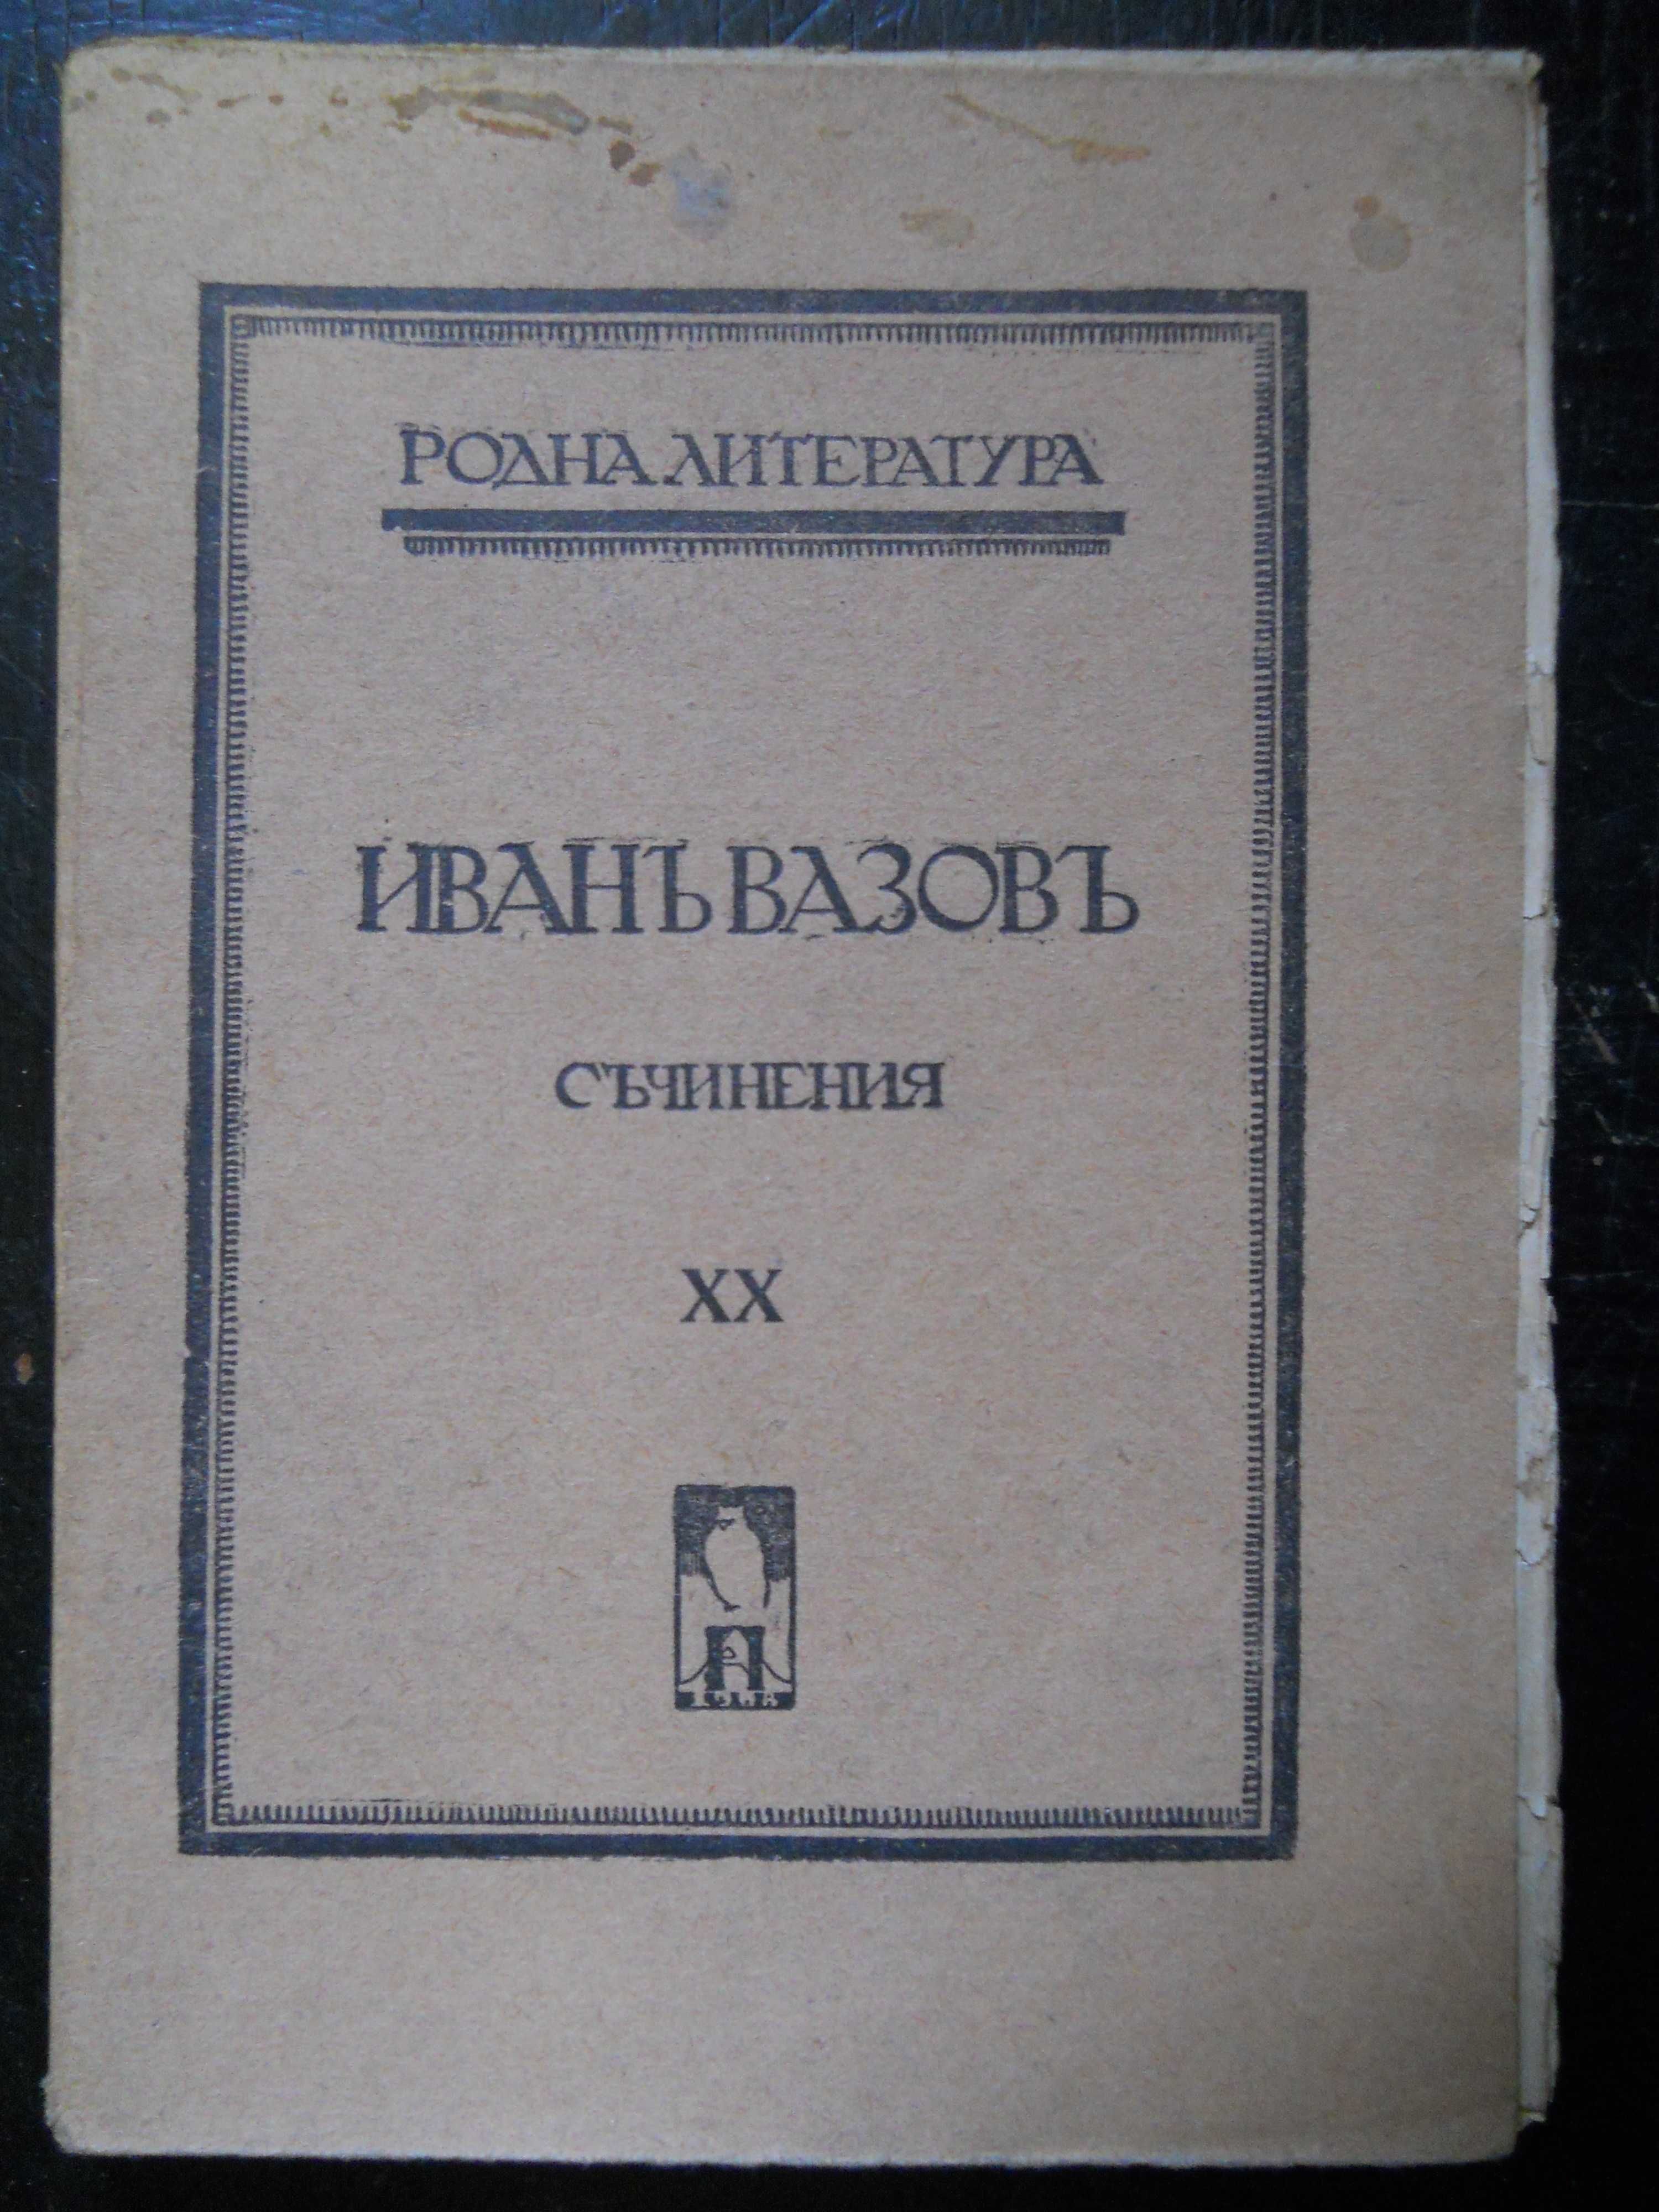 РОДНА ЛИТЕРАТУРА
ИВАНЪ ВАЗОВЪ
СЪЧИНЕНИЯ
XX